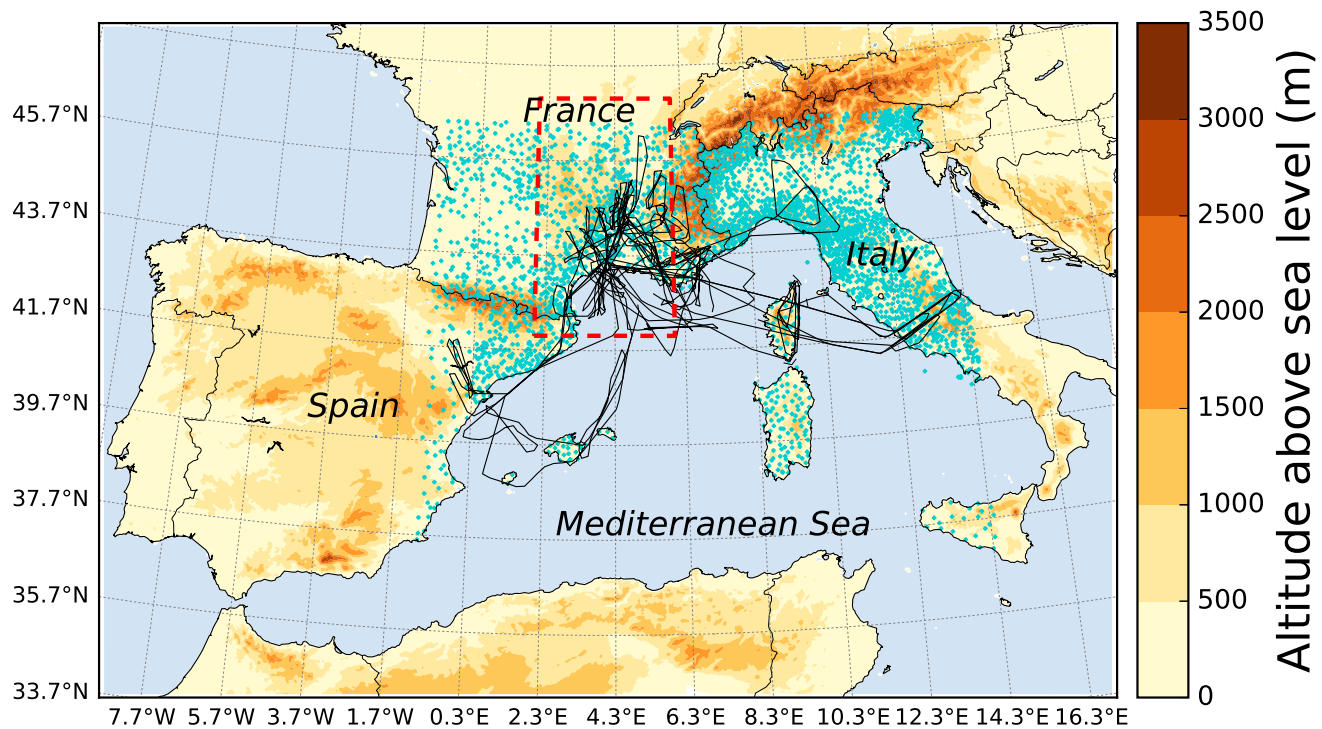 France
Italy
Spain
Mediterranean Sea
45.7°N
43.7°N
41.7°N
39.7°N
37.7°N
35.7°N
33.7°N
7.7°W 5.7°W 3.7°W 1.7°W 0.3°E 2.3°E 4.3°E 6.3°E 8.3°E 10.3°E 12.3°E 14.3°E 16.3°E
3500
3000
2500
2000
1500
1000
500
0
Altitude above sea level (m)